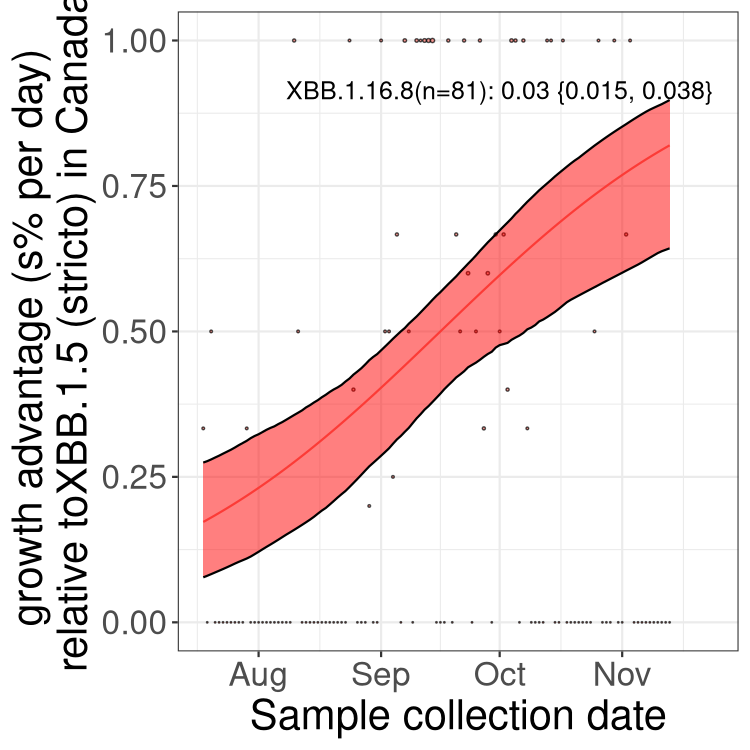 growth advantage (s% per day)
relative toXBB.1.5 (stricto) in Canada
1.00
0.75
0.50
0.25
0.00
XBB.1.16.8(n=81): 0.03 {0.015, 0.038}
Aug Sep Oct Nov
Sample collection date